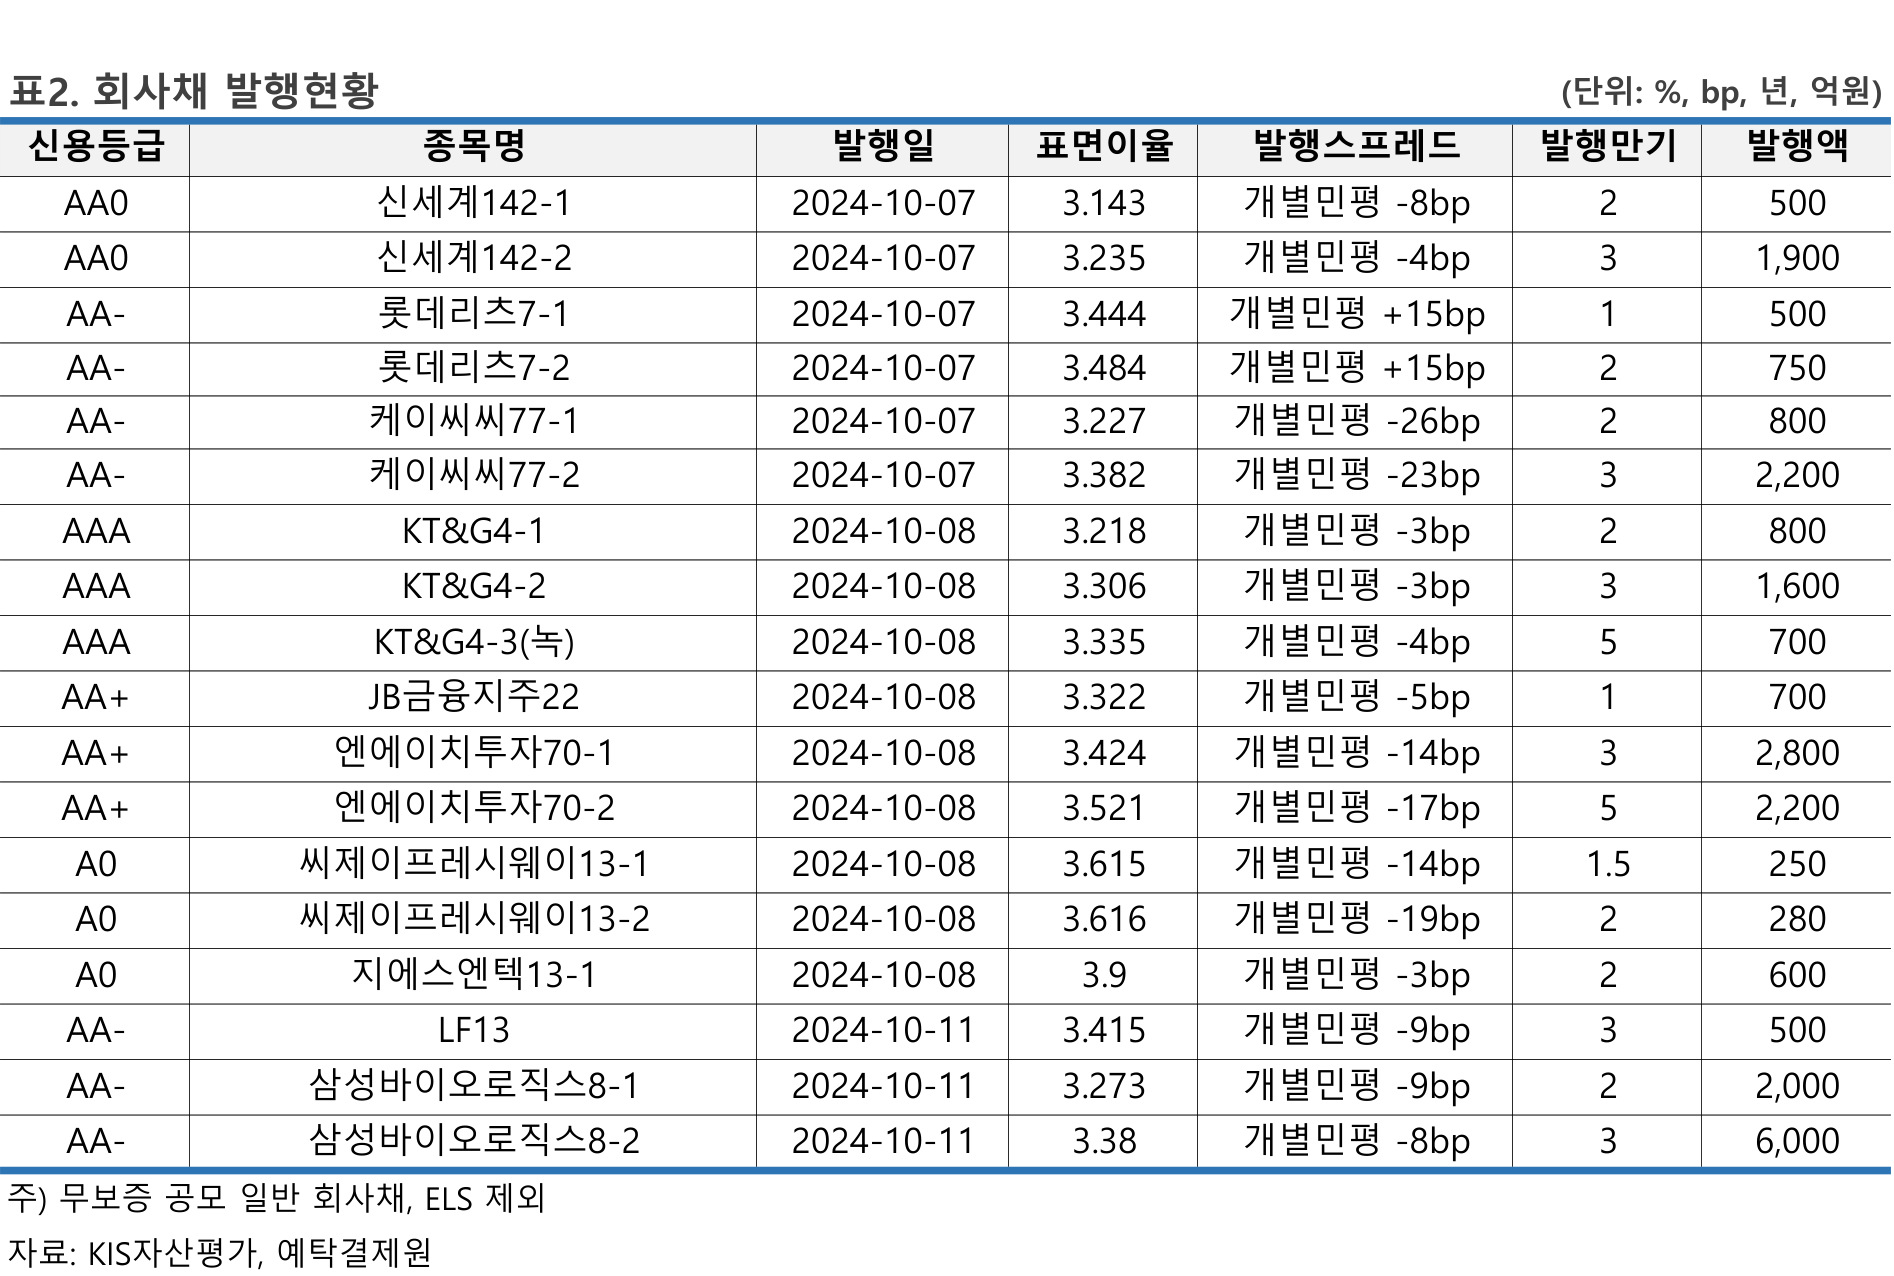 표2. 회사채 발행현황 (단위: %, bp, 년, 억원)
신용등급 종목명 발행일 표면이율 발행스프레드 발행만기 발행액
AA0 신세계142-1 2024-10-07 3.143 개별민평 -8bp 2 500
AA0 신세계142-2 2024-10-07 3.235 개별민평 -4bp 3 1,900
AA- 롯데리츠7-1 2024-10-07 3.444 개별민평 +15bp 1 500
AA- 롯데리츠7-2 2024-10-07 3.484 개별민평 +15bp 2 750
AA- 케이씨씨77-1 2024-10-07 3.227 개별민평 -26bp 2 800
AA- 케이씨씨77-2 2024-10-07 3.382 개별민평 -23bp 3 2,200
AAA KT&G4-1 2024-10-08 3.218 개별민평 -3bp 2 800
AAA KT&G4-2 2024-10-08 3.306 개별민평 -3bp 3 1,600
AAA KT&G4-3(녹) 2024-10-08 3.335 개별민평 -4bp 5 700
AA+ JB금융지주22 2024-10-08 3.322 개별민평 -5bp 1 700
AA+ 엔에이치투자70-1 2024-10-08 3.424 개별민평 -14bp 3 2,800
AA+ 엔에이치투자70-2 2024-10-08 3.521 개별민평 -17bp 5 2,200
A0 씨제이프레시웨이13-1 2024-10-08 3.615 개별민평 -14bp 1.5 250
A0 씨제이프레시웨이13-2 2024-10-08 3.616 개별민평 -19bp 2 280
A0 지에스엔텍13-1 2024-10-08 3.9 개별민평 -3bp 2 600
AA- LF13 2024-10-11 3.415 개별민평 -9bp 3 500
AA- 삼성바이오로직스8-1 2024-10-11 3.273 개별민평 -9bp 2 2,000
AA- 삼성바이오로직스8-2 2024-10-11 3.38 개별민평 -8bp 3 6,000
주) 무보증 공모 일반 회사채, ELS 제외
자료: KIS자산평가, 예탁결제원